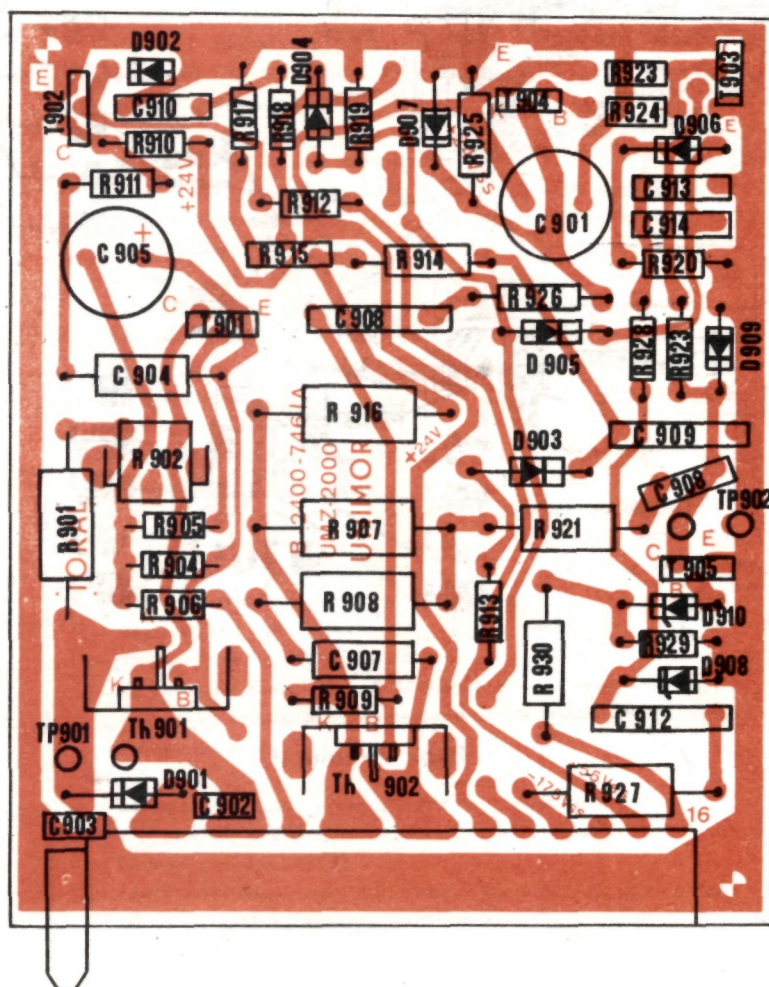 D902
D904
E
R923
T903
E
T902
C910
R917
R918
R919
D907
R925
T904
R924
B
D906
E
R910
C
R911
+24V
C913
R912
C901
C914
+
C905
R915
R914
R920
C
E
R926
T901
C908
D905
R928
R923
D909
C904
R916
+24V
C909
R902
D903
C908
TP902
R901
R905
R907
R921
E
UNIMOR
C
R904
T905
R906
R908
R913
B
D910
R929
R930
C907
D908
K
B
R909
K
B
C912
TP901
Th901
Th 902
D901
R927
C902
16
C903